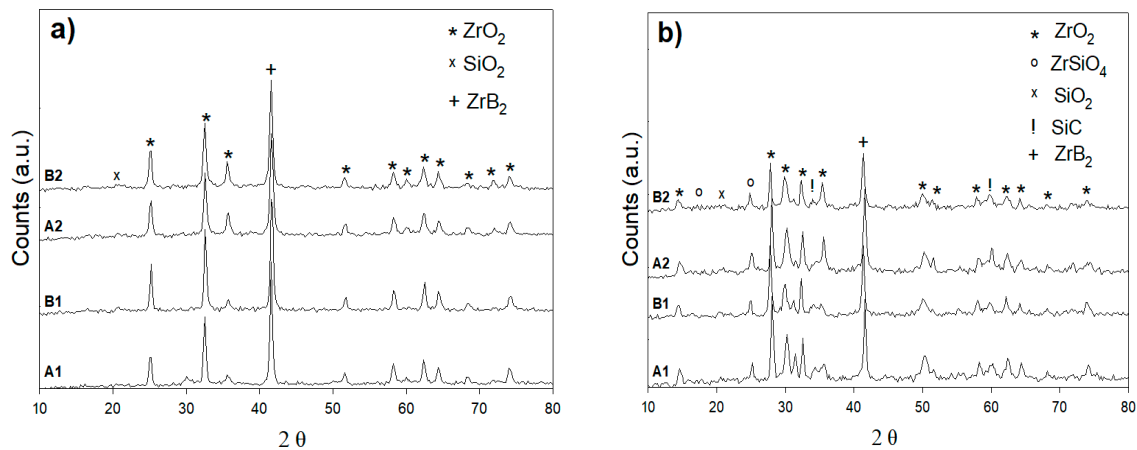 a)
* ZrO2
x SiO2
+ ZrB2
Counts (a.u.)
+
* * * * * * * * * * *
x
B2
A2
B1
A1
10 20 30 40 50 60 70 80
2 θ
b)
* ZrO2
o ZrSiO4
x SiO2
! SiC
+ ZrB2
Counts (a.u.)
* o x o * * * ! * + * * * ! * * * *
B2
A2
B1
A1
10 20 30 40 50 60 70 80
2 θ